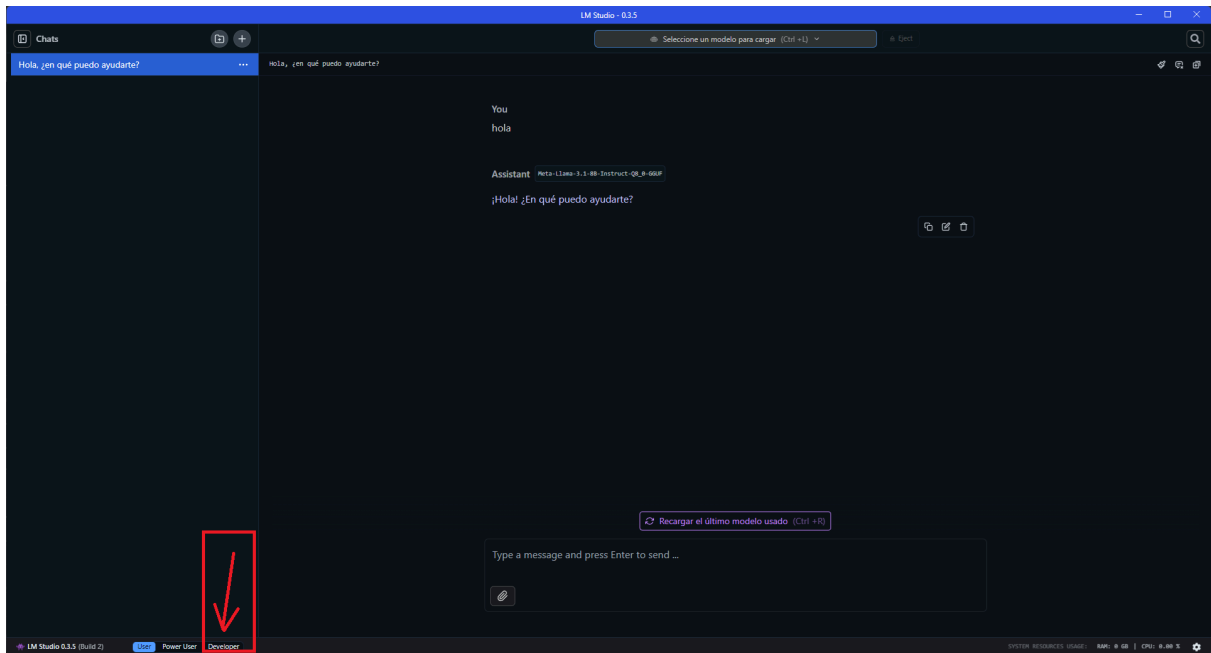 LM Studio - 0.3.5
Chats
Seleccione un modelo para cargar (Ctrl +L)
Eject
Hola, ¿en qué puedo ayudarte? ...
Hola, ¿en qué puedo ayudarte?
You
hola
Assistant Meta-Llama-3.1-8B-Instruct-Q8_0-GGUF
¡Hola! ¿En qué puedo ayudarte?
Recargar el último modelo usado (Ctrl +R)
Type a message and press Enter to send ...
LM Studio 0.3.5 (Build 2) User Power User Developer
SYSTEM RESOURCES USAGE: RAM: 0 GB | CPU: 0.00 %